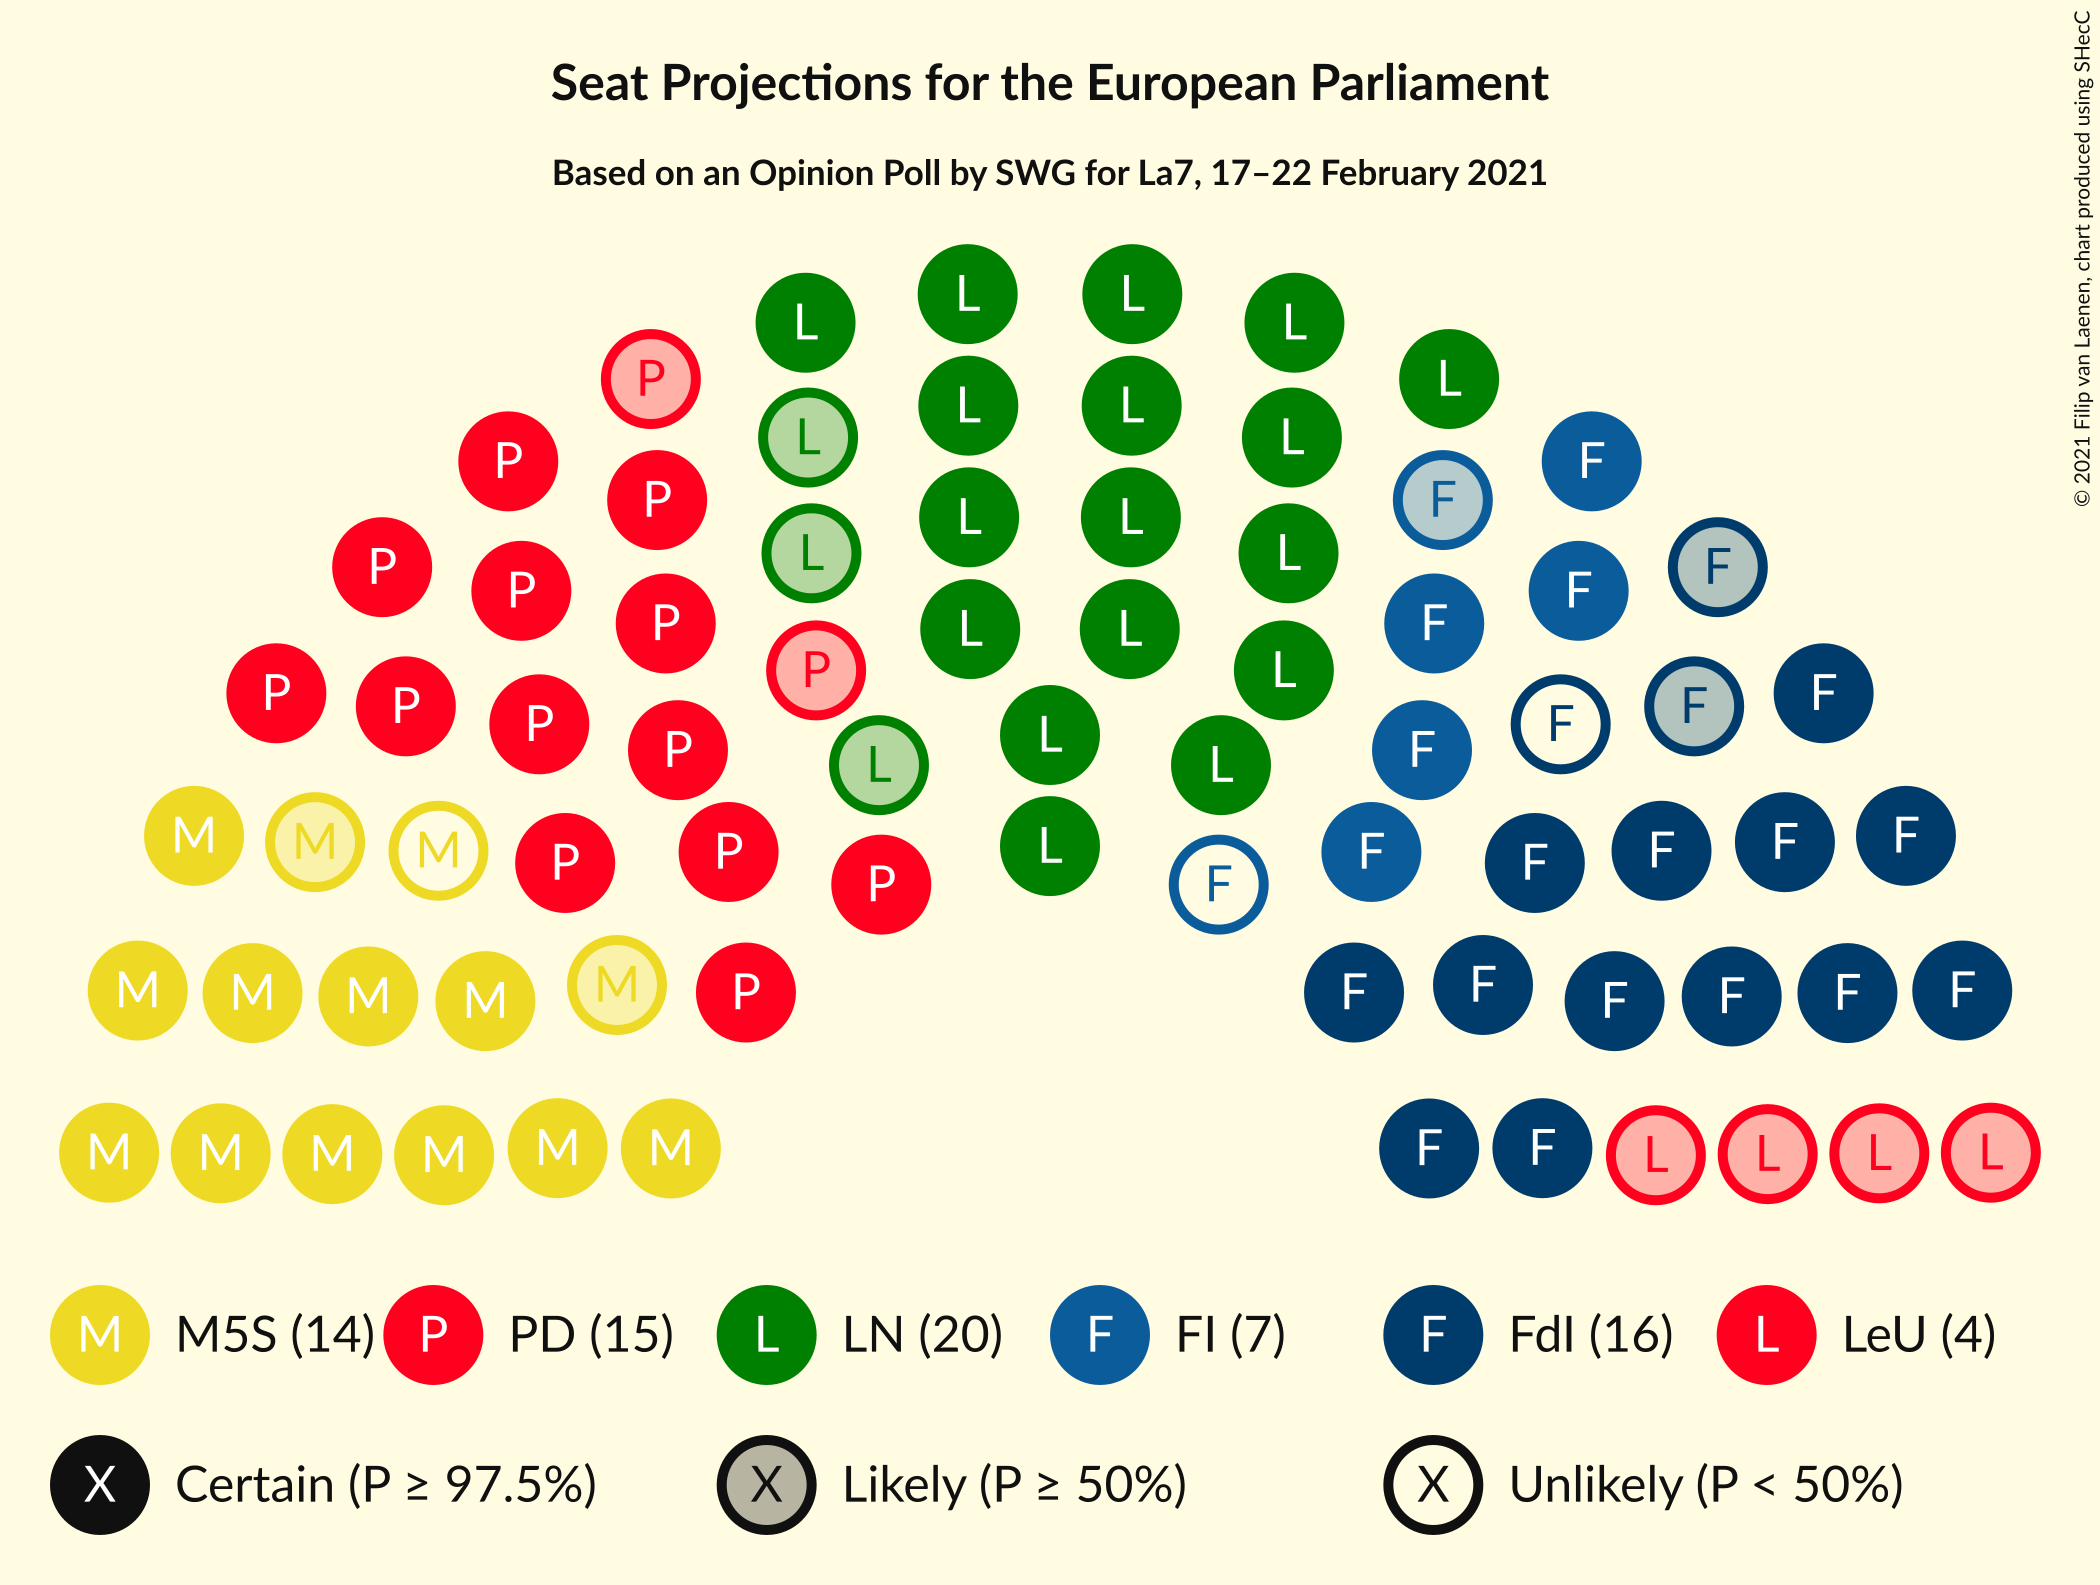 Seat Projections for the European Parliament
Based on an Opinion Poll by SWG for La7, 17–22 February 2021
© 2021 Filip van Laenen, chart produced using SHecC
L L
L L
P L
L L
P F
L L
P F
L L
P F
P F
L L
P F
P F
L L
P L
P P F F F
P P F F
L
L L
M P F F
M M P F F F
L
P F
M F M F
M P F F
M M M M F F F F
M M M M M M F F L L L L
M M5S (14) P PD (15) L LN (20) F FI (7) F FdI (16) L LeU (4)
X Certain (P ≥ 97.5%) X Likely (P ≥ 50%) X Unlikely (P < 50%)